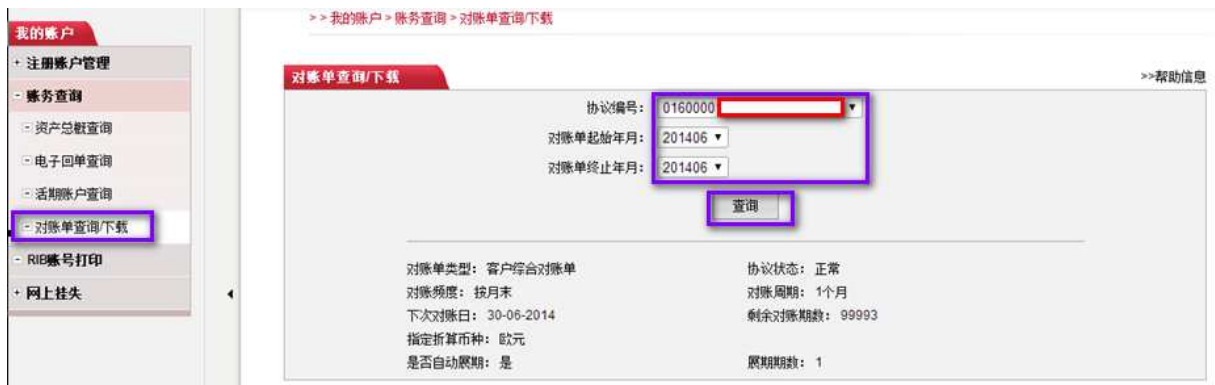 >>我的账户>账务查询>对账单查询/下载
我的账户
+ 注册账户管理
- 账务查询
- 资产总概查询
- 电子回单查询
- 活期账户查询
- 对账单查询/下载
- RIB账号打印
+ 网上挂失
对账单查询/下载
>>帮助信息
协议编号： 0160000
对账单起始年月： 201406
对账单终止年月： 201406
查询
对账单类型： 客户综合对账单 协议状态： 正常
对账频度： 按月末 对账周期： 1个月
下次对账日： 30-06-2014 剩余对账期数： 99993
指定折算币种： 欧元
是否自动展期： 是 展期期数： 1